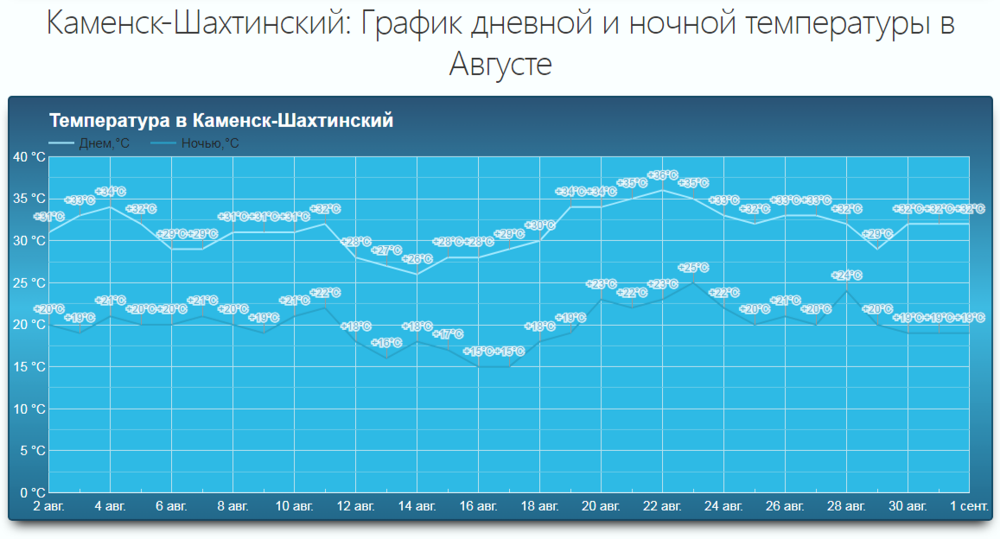 Каменск-Шахтинский: График дневной и ночной температуры в
Августе
Температура в Каменск-Шахтинский
Днем,°C Ночью,°C
40 °C
+36°C
+35°C +35°C
+34°C +34°C +34°C
35 °C
+33°C +33°C +33°C +33°C
+32°C +32°C +32°C +32°C +32°C +32°C +32°C
+31°C +31°C +31°C +31°C
+30°C
30 °C
+29°C +29°C +29°C +29°C
+28°C +28°C +28°C
+27°C
+26°C
25 °C
+25°C
+24°C
+23°C +23°C
+22°C +22°C +22°C
+21°C +21°C +21°C +21°C
+20°C +20°C +20°C +20°C +20°C +20°C +20°C
20 °C
+19°C +19°C +19°C +19°C +19°C +19°C
+18°C +18°C +18°C
+17°C
+16°C
+15°C +15°C
15 °C
10 °C
5 °C
0 °C
2 авг. 4 авг. 6 авг. 8 авг. 10 авг. 12 авг. 14 авг. 16 авг. 18 авг. 20 авг. 22 авг. 24 авг. 26 авг. 28 авг. 30 авг. 1 сент.